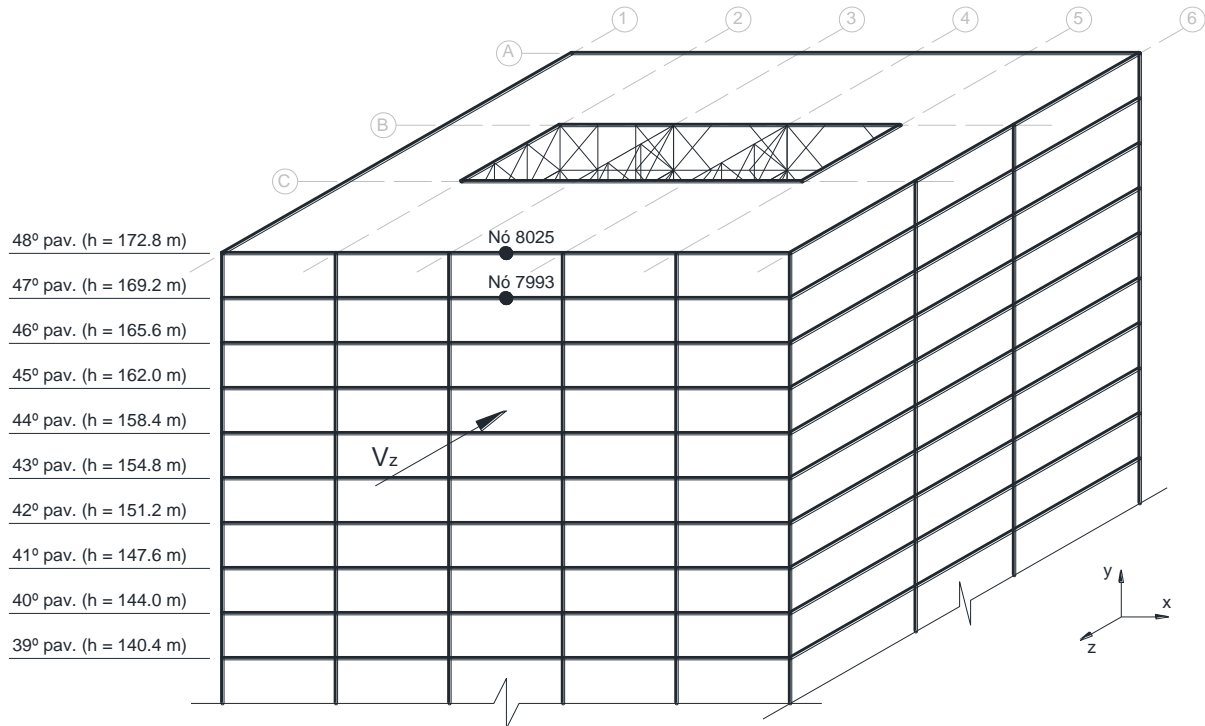 1
2
3
4
5
6
A
B
C
48º pav. (h = 172.8 m)
Nó 8025
47º pav. (h = 169.2 m)
Nó 7993
46º pav. (h = 165.6 m)
45º pav. (h = 162.0 m)
44º pav. (h = 158.4 m)
Vz
43º pav. (h = 154.8 m)
42º pav. (h = 151.2 m)
41º pav. (h = 147.6 m)
40º pav. (h = 144.0 m)
39º pav. (h = 140.4 m)
y
x
z